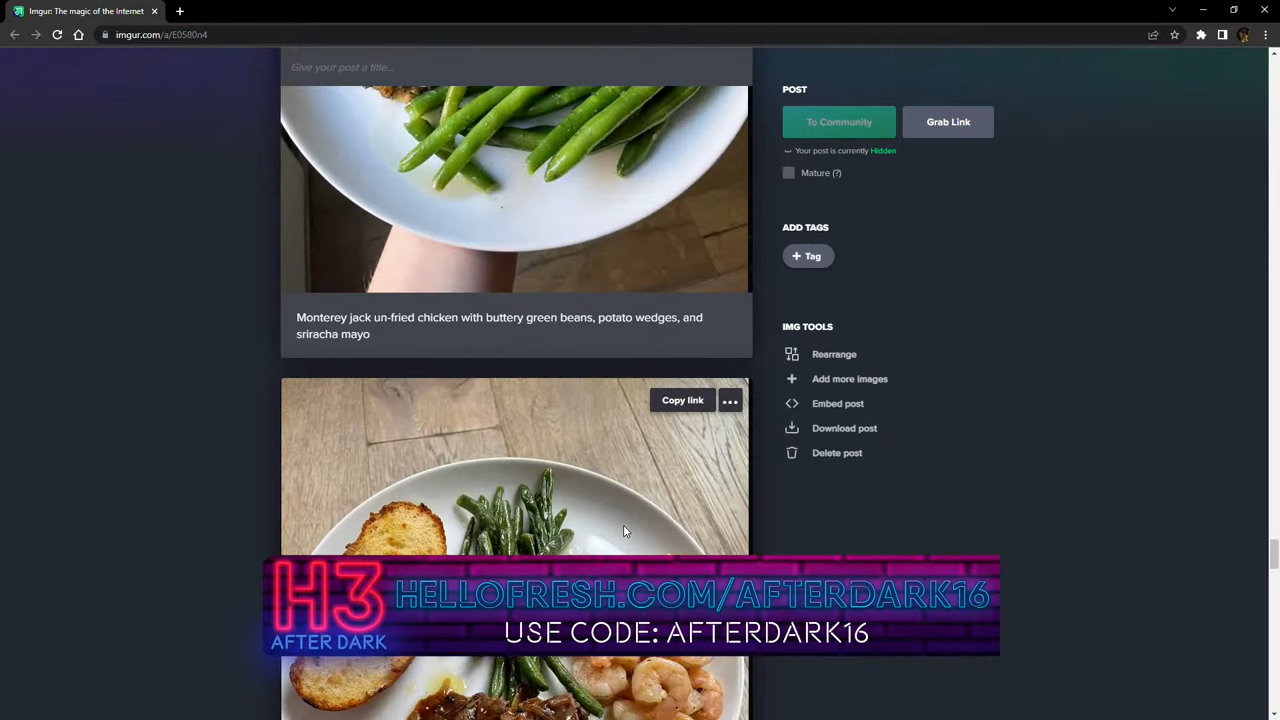 Imgur: The magic of the Internet
imgur.com/a/E0580n4
Give your post a title...
POST
To Community
Grab Link
Your post is currently Hidden
Mature (?)
ADD TAGS
+ Tag
Monterey jack un-fried chicken with buttery green beans, potato wedges, and
sriracha mayo
IMG TOOLS
Rearrange
Add more images
Embed post
Download post
Delete post
Copy link
H3
AFTER DARK
HELLOFRESH.COM/AFTERDARK16
USE CODE: AFTERDARK16